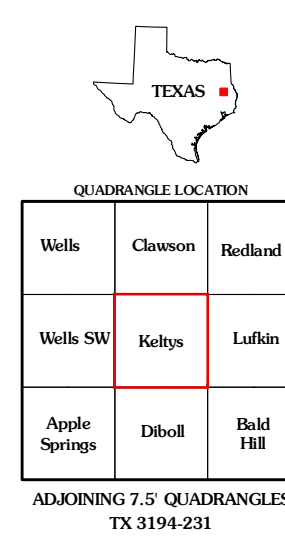 TEXAS
QUADRANGLE LOCATION
Wells Clawson Redland
Wells SW Keltys Lufkin
Apple Springs Diboll Bald Hill
ADJOINING 7.5' QUADRANGLES
TX 3194-231